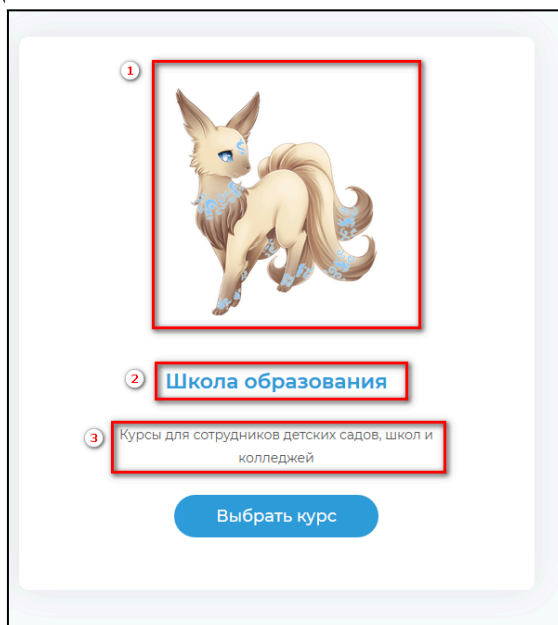 1
2 Школа образования
3 Курсы для сотрудников детских садов, школ и
колледжей
Выбрать курс